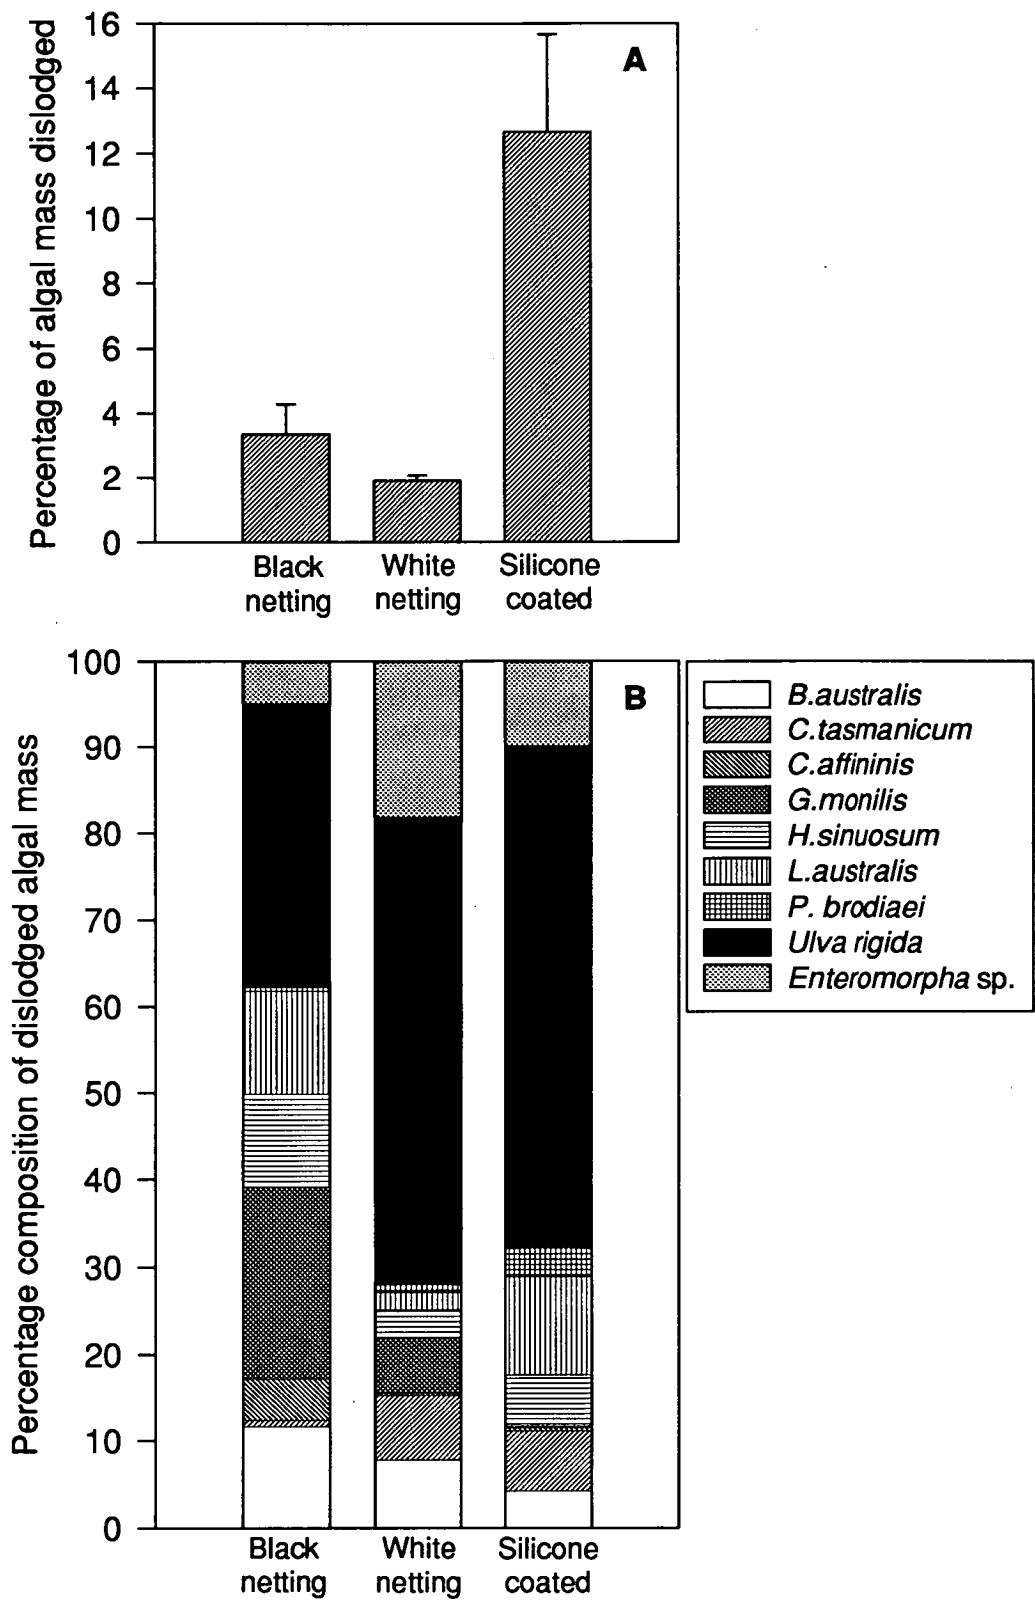 Percentage of algal mass dislodged
16
14
12
10
8
6
4
2
0
A
Black
netting
White
netting
Silicone
coated
Percentage composition of dislodged algal mass
100
90
80
70
60
50
40
30
20
10
0
B
Black
netting
White
netting
Silicone
coated
B.australis
C.tasmanicum
C.affininis
G.monilis
H.sinuosum
L.australis
P. brodiaei
Ulva rigida
Enteromorpha sp.